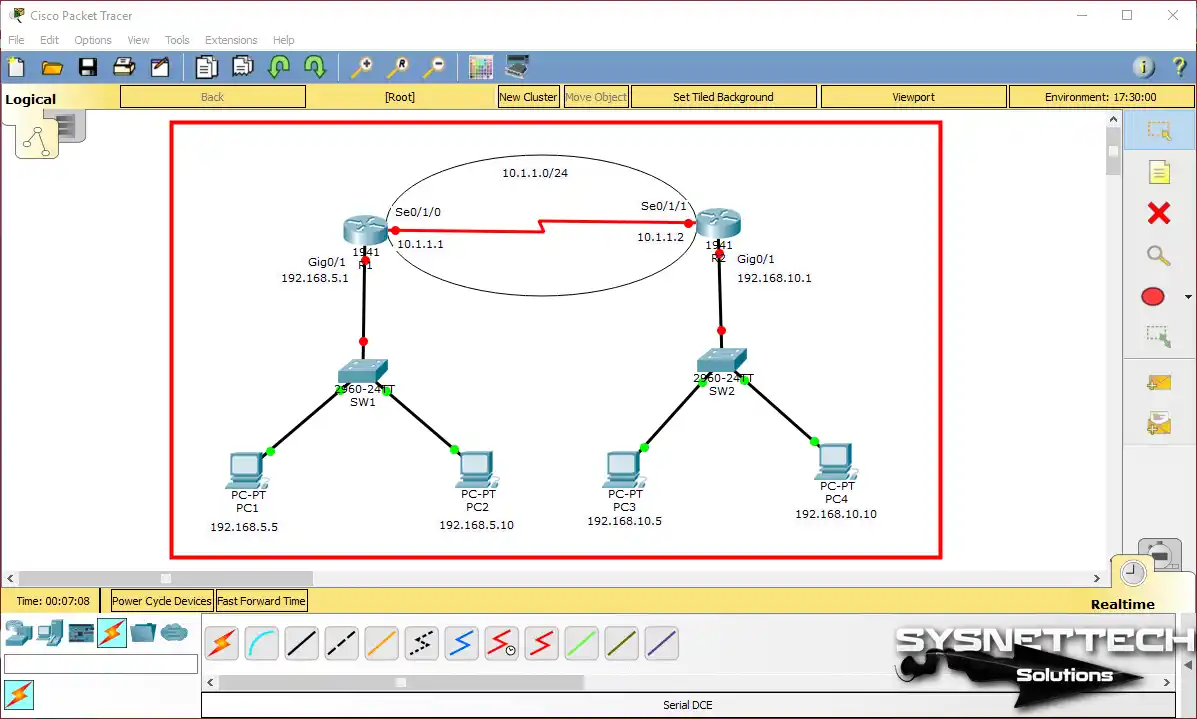 Cisco Packet Tracer
File Edit Options View Tools Extensions Help
R
i ?
Logical Back [Root] New Cluster Move Object Set Tiled Background Viewport Environment: 17:30:00
10.1.1.0/24
Se0/1/0 Se0/1/1
10.1.1.1 10.1.1.2
1941 1941
R1 R2
Gig0/1 Gig0/1
192.168.5.1 192.168.10.1
2960-24TT 2960-24TT
SW1 SW2
PC-PT PC-PT PC-PT PC-PT
PC1 PC2 PC3 PC4
192.168.5.5 192.168.5.10 192.168.10.5 192.168.10.10
Time: 00:07:08 Power Cycle Devices Fast Forward Time
Realtime
SYSNETTECH
Solutions
Serial DCE